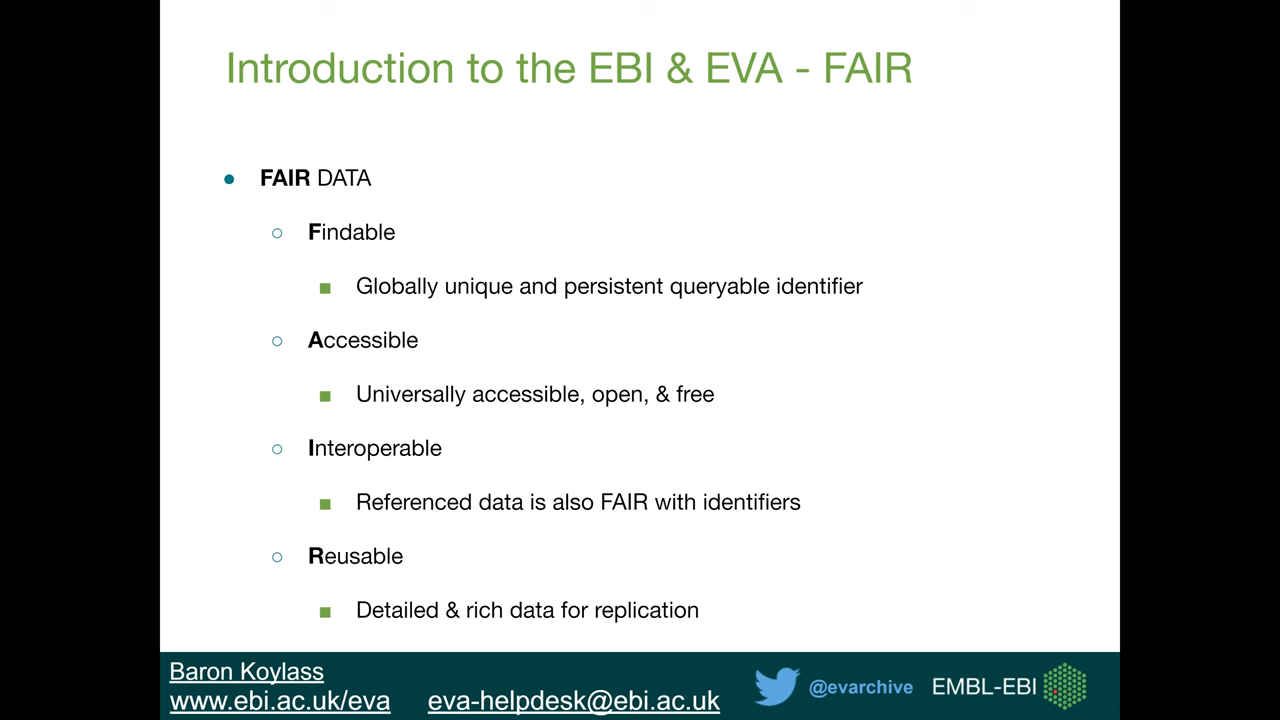 Introduction to the EBI & EVA - FAIR
FAIR DATA
Findable
Globally unique and persistent queryable identifier
Accessible
Universally accessible, open, & free
Interoperable
Referenced data is also FAIR with identifiers
Reusable
Detailed & rich data for replication
Baron Koylass
www.ebi.ac.uk/eva eva-helpdesk@ebi.ac.uk
@evarchive EMBL-EBI